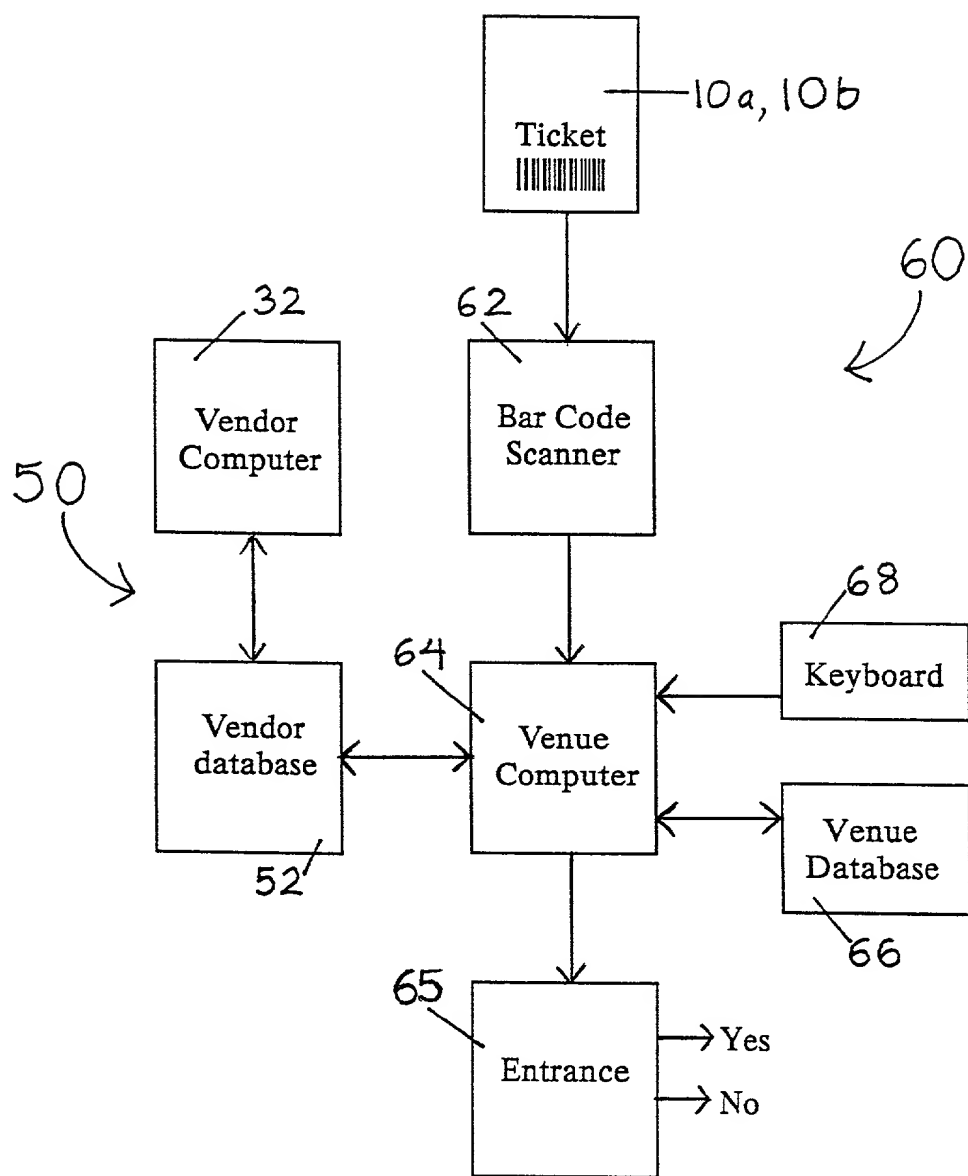 10a, 10b
Ticket
60
32
62
Vendor
Computer
Bar Code
Scanner
50
68
Keyboard
64
Vendor
database
Venue
Computer
Venue
Database
52
66
65
Entrance
Yes
No